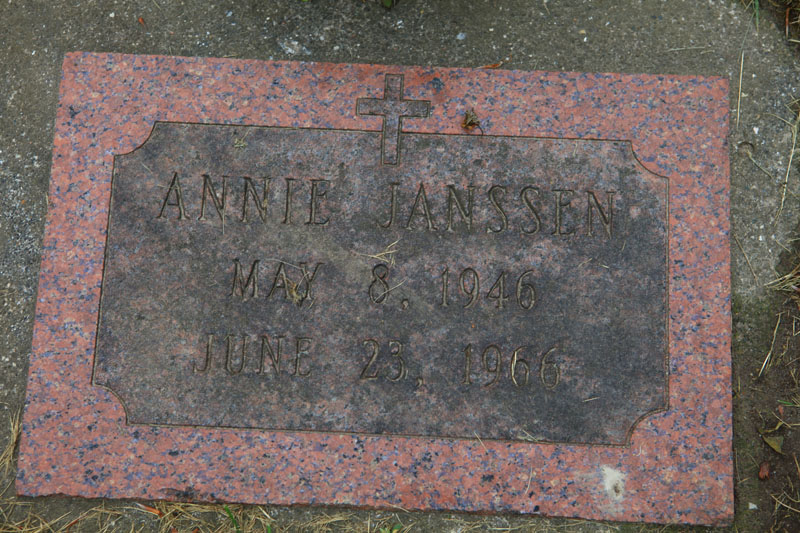 ANNIE JANSSEN
MAY 8, 1946
JUNE 23, 1966